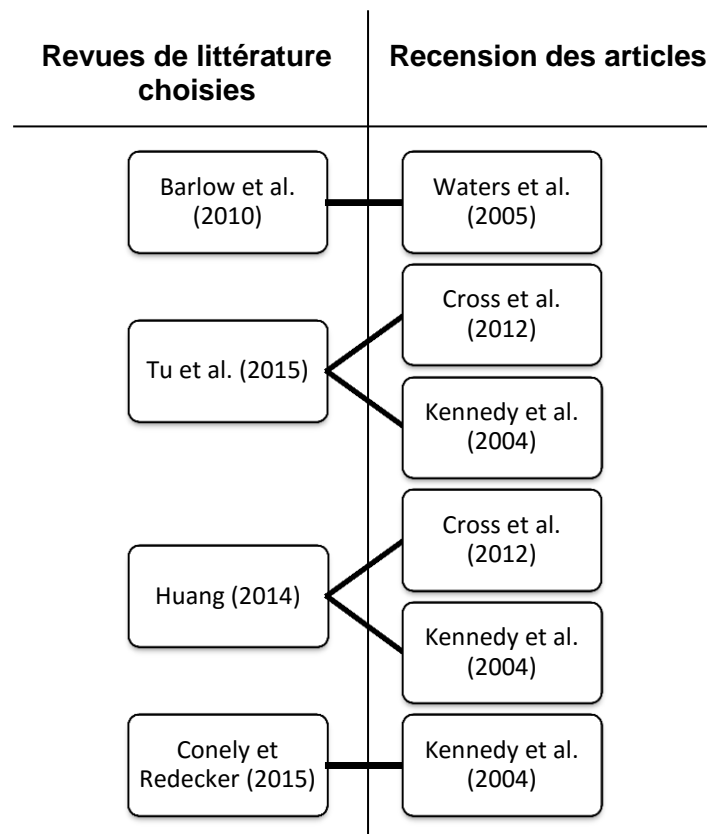 Revues de littérature
choisies
Recension des articles
Barlow et al.
(2010)
Waters et al.
(2005)
Tu et al. (2015)
Cross et al.
(2012)
Kennedy et al.
(2004)
Huang (2014)
Cross et al.
(2012)
Kennedy et al.
(2004)
Conely et
Redecker (2015)
Kennedy et al.
(2004)